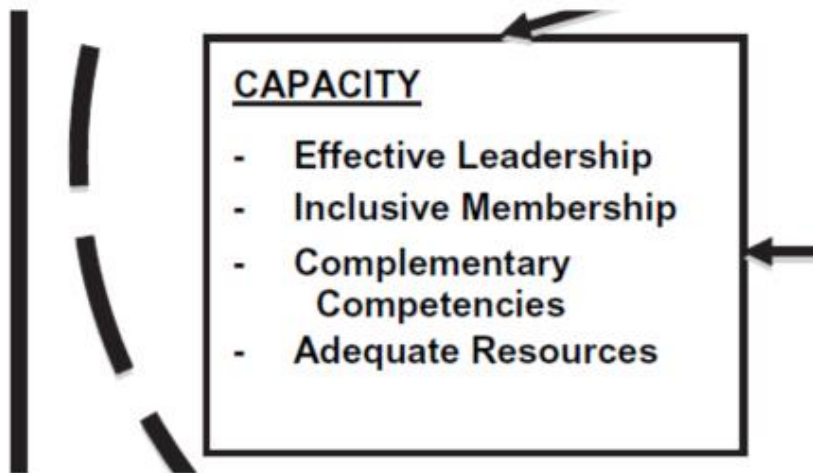 CAPACITY
- Effective Leadership
- Inclusive Membership
- Complementary
Competencies
- Adequate Resources